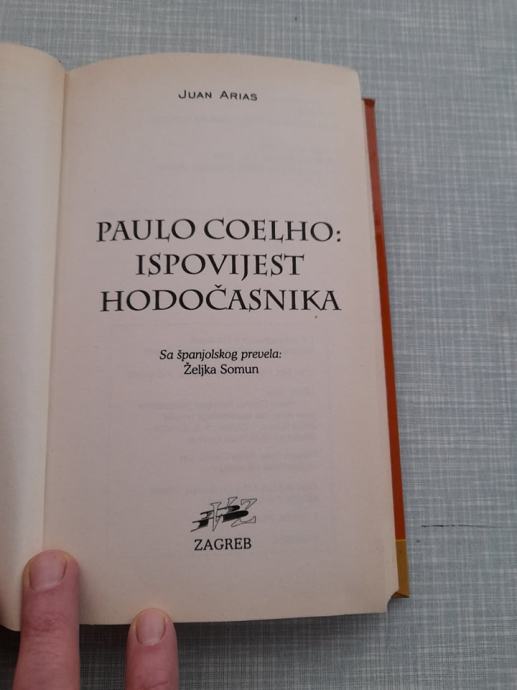 JUAN ARIAS
PAULO COELHO:
ISPOVIJEST
HODOČASNIKA
Sa španjolskog prevela:
Željka Somun
ZAGREB